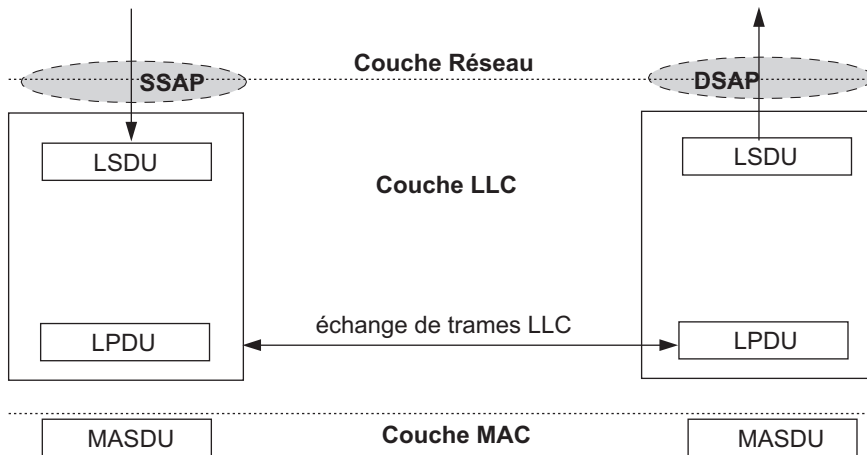 Couche Réseau
SSAP
DSAP
LSDU
LSDU
Couche LLC
échange de trames LLC
LPDU
LPDU
MASDU
Couche MAC
MASDU